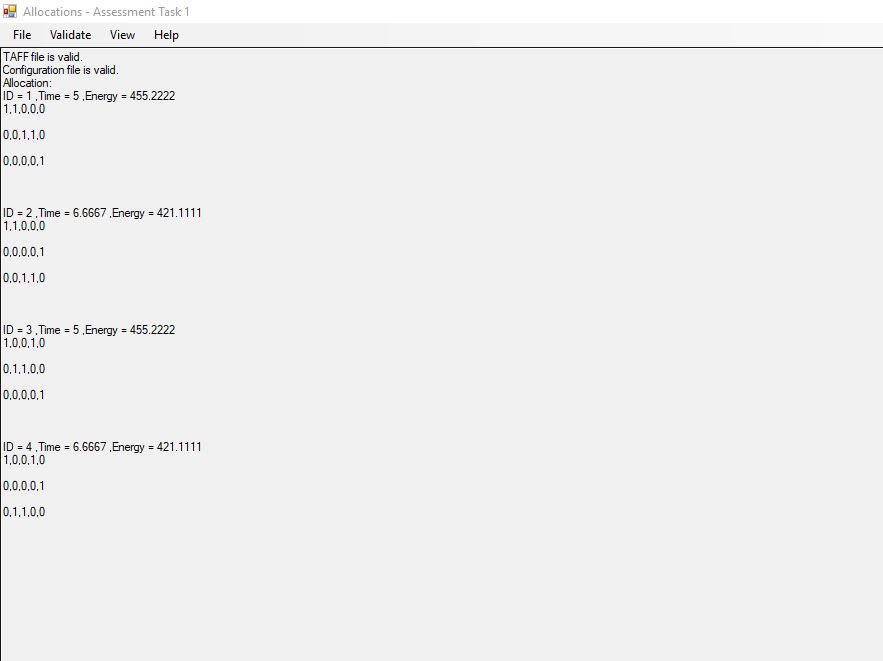 Allocations - Assessment Task 1
File Validate View Help
TAFF file is valid.
Configuration file is valid.
Allocation:
ID = 1 ,Time = 5 ,Energy = 455.2222
1,1,0,0,0
0,0,1,1,0
0,0,0,0,1
ID = 2 ,Time = 6.6667 ,Energy = 421.1111
1,1,0,0,0
0,0,0,0,1
0,0,1,1,0
ID = 3 ,Time = 5 ,Energy = 455.2222
1,0,0,1,0
0,1,1,0,0
0,0,0,0,1
ID = 4 ,Time = 6.6667 ,Energy = 421.1111
1,0,0,1,0
0,0,0,0,1
0,1,1,0,0